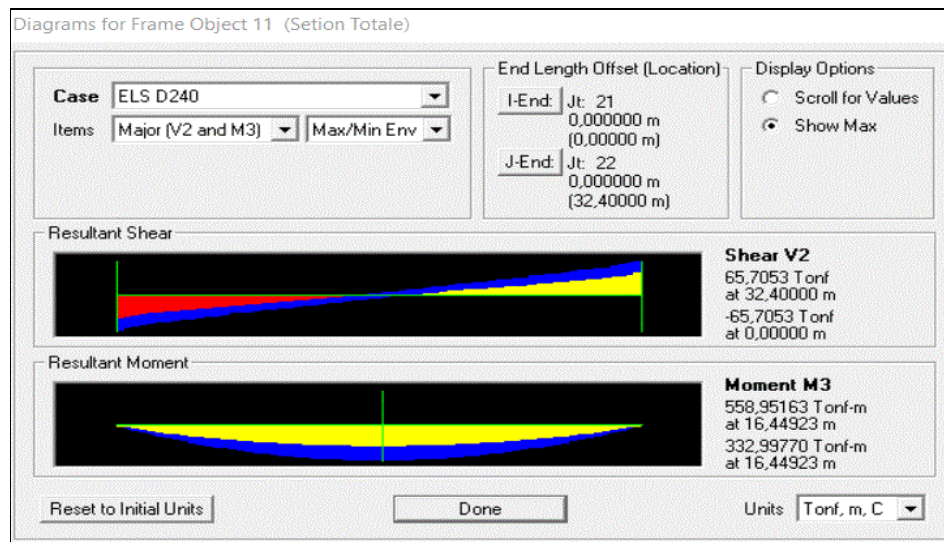 Diagrams for Frame Object 11 (Setion Totale)
Case ELS D240
Items Major (V2 and M3) Max/Min Env
End Length Offset (Location)
I-End: Jt: 21
0,000000 m
(0,00000 m)
J-End: Jt: 22
0,000000 m
(32,40000 m)
Display Options
Scroll for Values
Show Max
Resultant Shear
Shear V2
65,7053 Tonf
at 32,40000 m
-65,7053 Tonf
at 0,00000 m
Resultant Moment
Moment M3
558,95163 Tonf-m
at 16,44923 m
332,99770 Tonf-m
at 16,44923 m
Reset to Initial Units
Done
Units Tonf, m, C